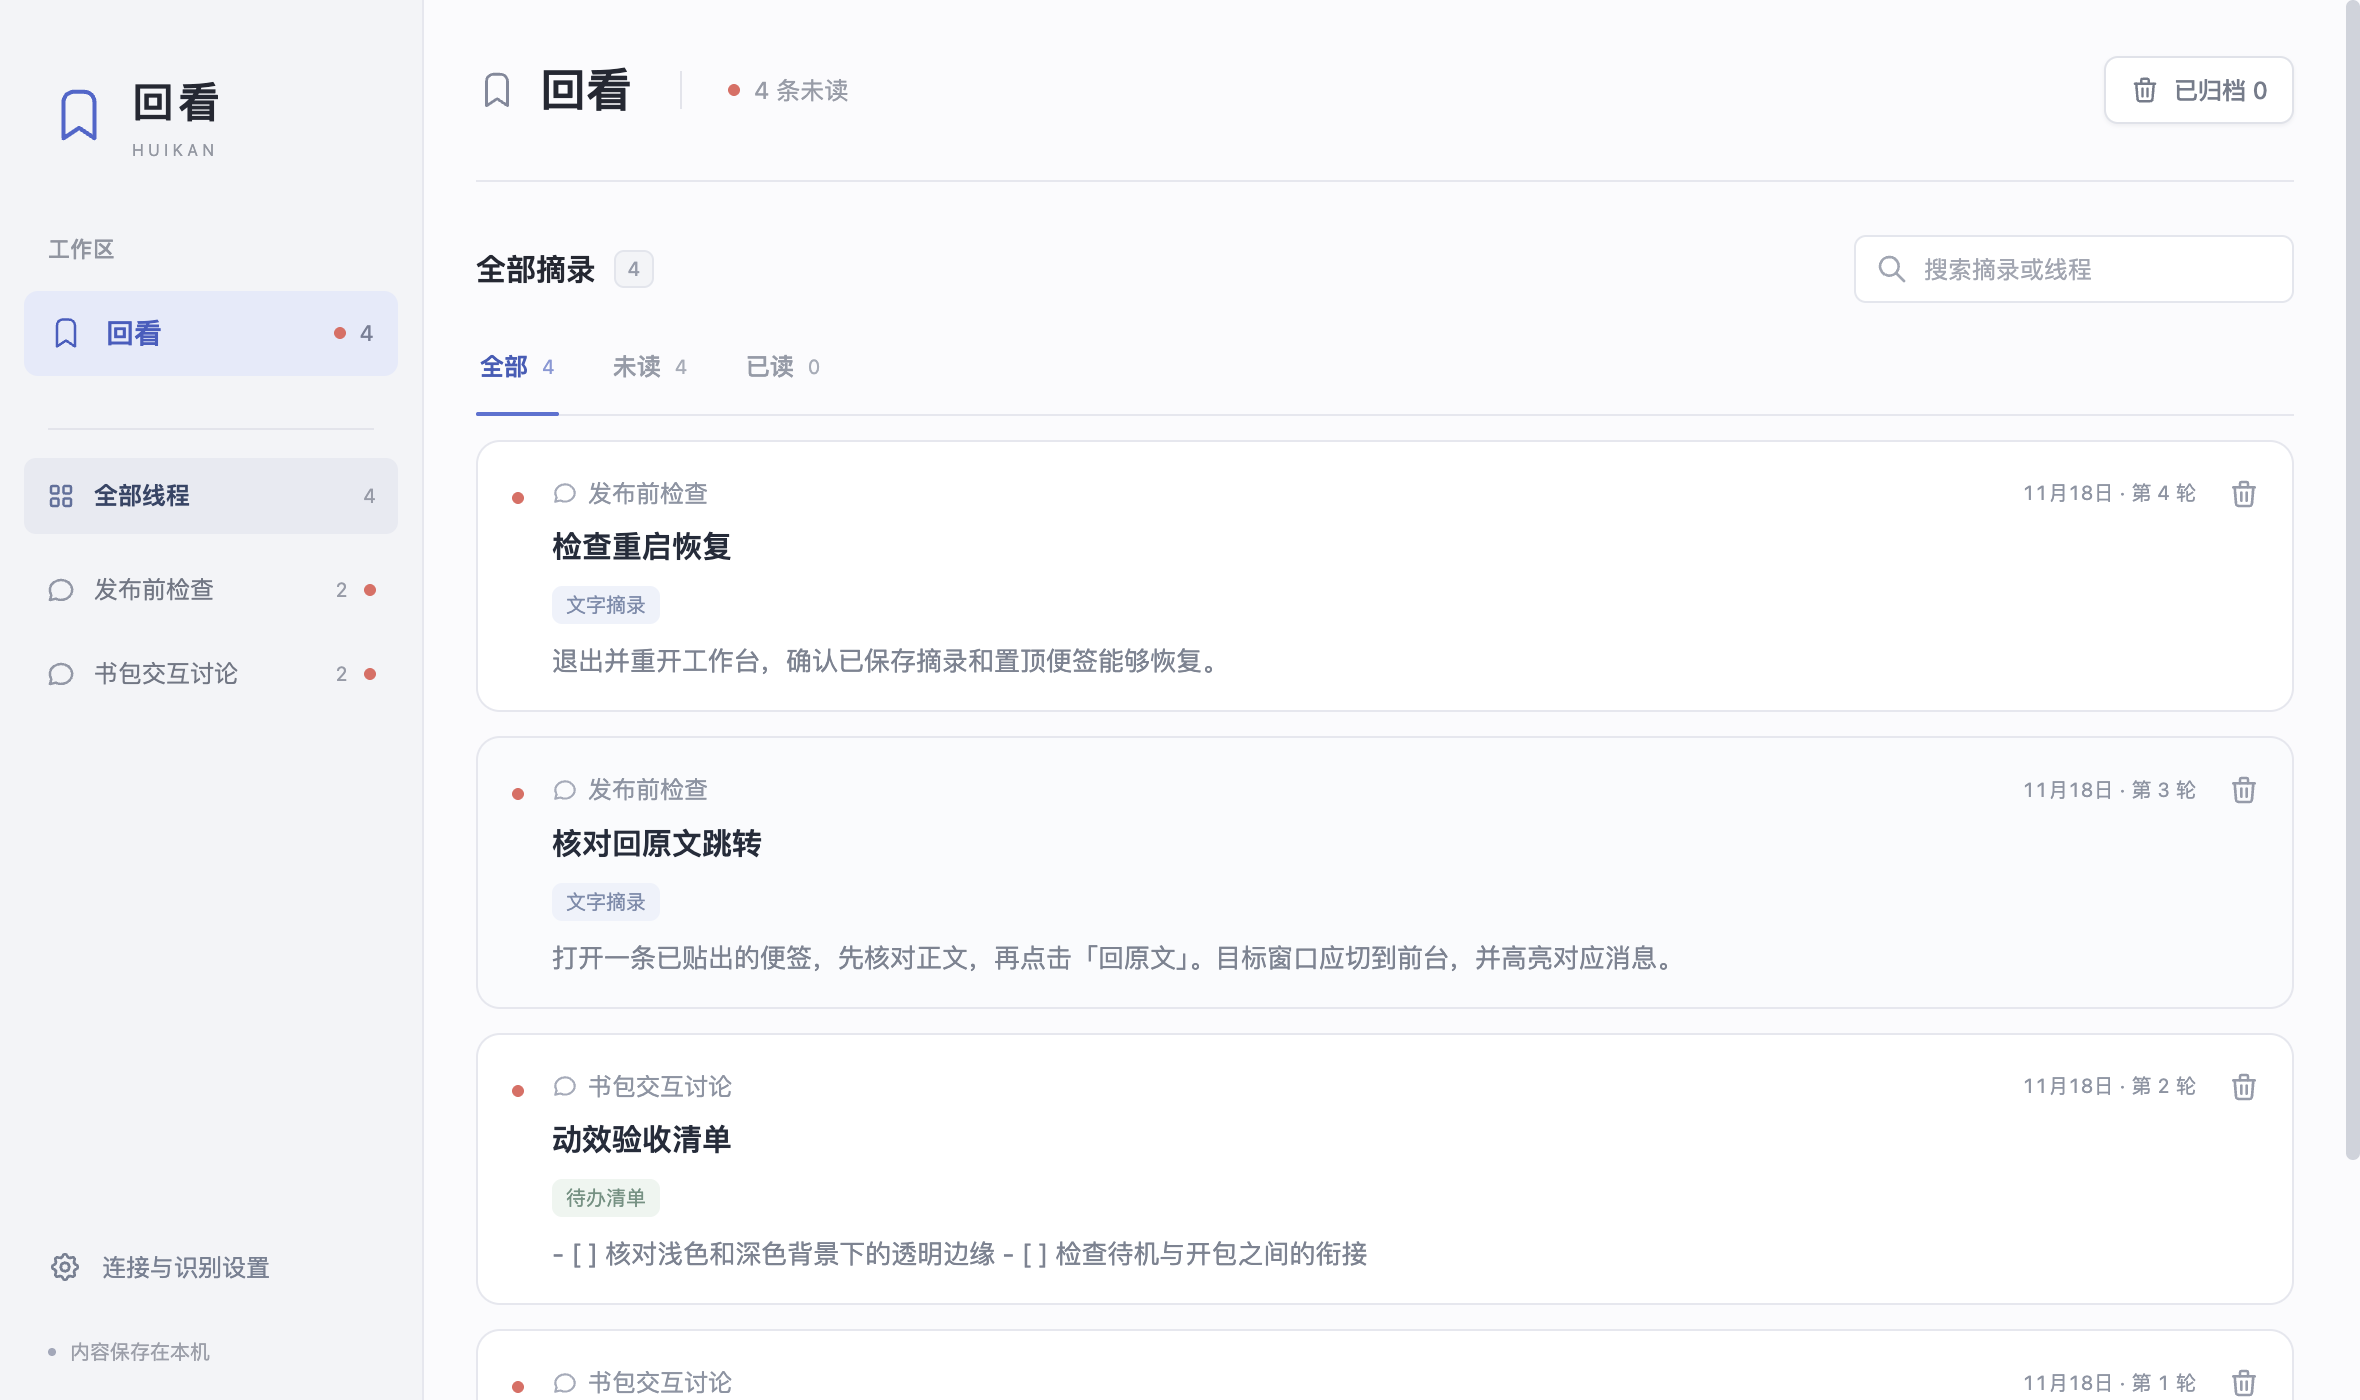 回看
HUIKAN
工作区
回看 4
全部线程 4
发布前检查 2
书包交互讨论 2
连接与识别设置
内容保存在本机
回看 4 条未读
已归档 0
全部摘录 4
搜索摘录或线程
全部 4 未读 4 已读 0
发布前检查 11月18日 · 第 4 轮
检查重启恢复
文字摘录
退出并重开工作台，确认已保存摘录和置顶便签能够恢复。
发布前检查 11月18日 · 第 3 轮
核对回原文跳转
文字摘录
打开一条已贴出的便签，先核对正文，再点击「回原文」。目标窗口应切到前台，并高亮对应消息。
书包交互讨论 11月18日 · 第 2 轮
动效验收清单
待办清单
- [ ] 核对浅色和深色背景下的透明边缘 - [ ] 检查待机与开包之间的衔接
书包交互讨论 11月18日 · 第 1 轮